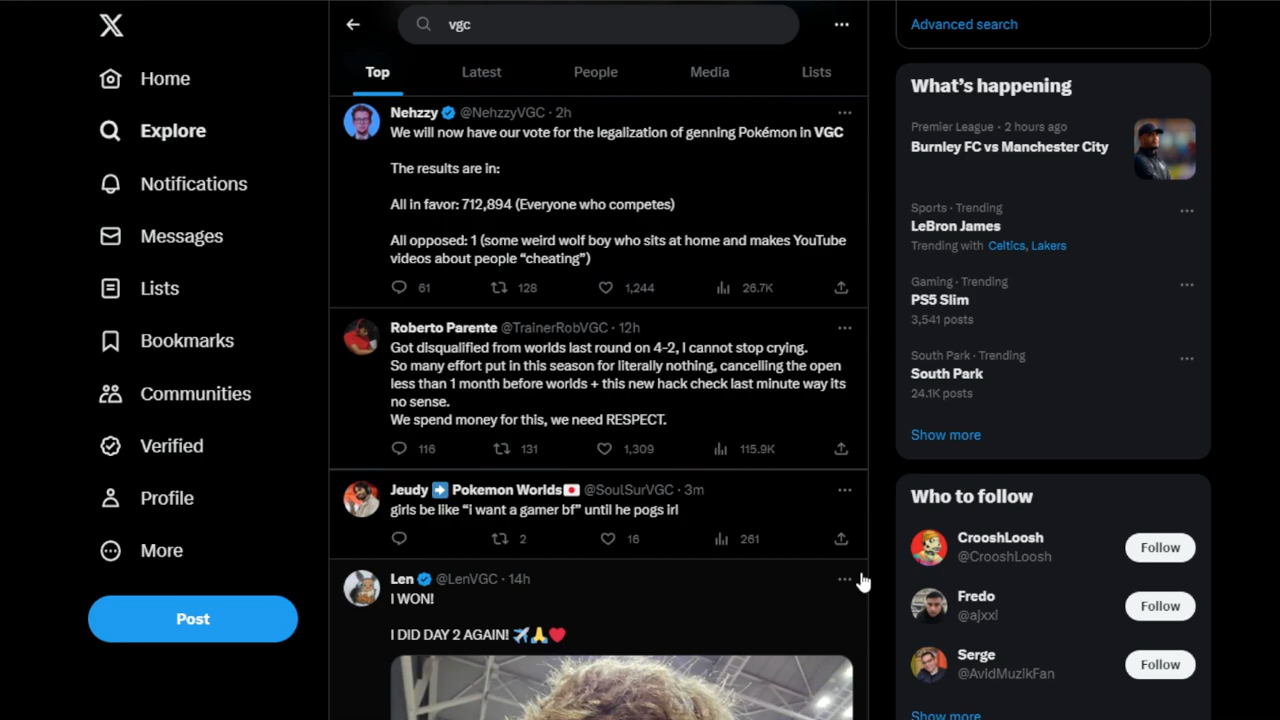 X
Home
Explore
Notifications
Messages
Lists
Bookmarks
Communities
Verified
Profile
More
Post
vgc
Top
Latest
People
Media
Lists
Nehzzy @NehzzyVGC · 2h
We will now have our vote for the legalization of genning Pokémon in VGC
The results are in:
All in favor: 712,894 (Everyone who competes)
All opposed: 1 (some weird wolf boy who sits at home and makes YouTube
videos about people “cheating”)
61 128 1,244 26.7K
Roberto Parente @TrainerRobVGC · 12h
Got disqualified from worlds last round on 4-2, I cannot stop crying.
So many effort put in this season for literally nothing, cancelling the open
less than 1 month before worlds + this new hack check last minute way its
no sense.
We spend money for this, we need RESPECT.
116 131 1,309 115.9K
Jeudy ➡️ Pokemon Worlds🇯🇵 @SoulSurVGC · 3m
girls be like “i want a gamer bf” until he pogs irl
2 16 261
Len @LenVGC · 14h
I WON!
I DID DAY 2 AGAIN! ✈️🙏❤️
Advanced search
What’s happening
Premier League · 2 hours ago
Burnley FC vs Manchester City
Sports · Trending
LeBron James
Trending with Celtics, Lakers
Gaming · Trending
PS5 Slim
3,541 posts
South Park · Trending
South Park
24.1K posts
Show more
Who to follow
CrooshLoosh
@CrooshLoosh
Follow
Fredo
@ajxxl
Follow
Serge
@AvidMuzikFan
Follow
Show more